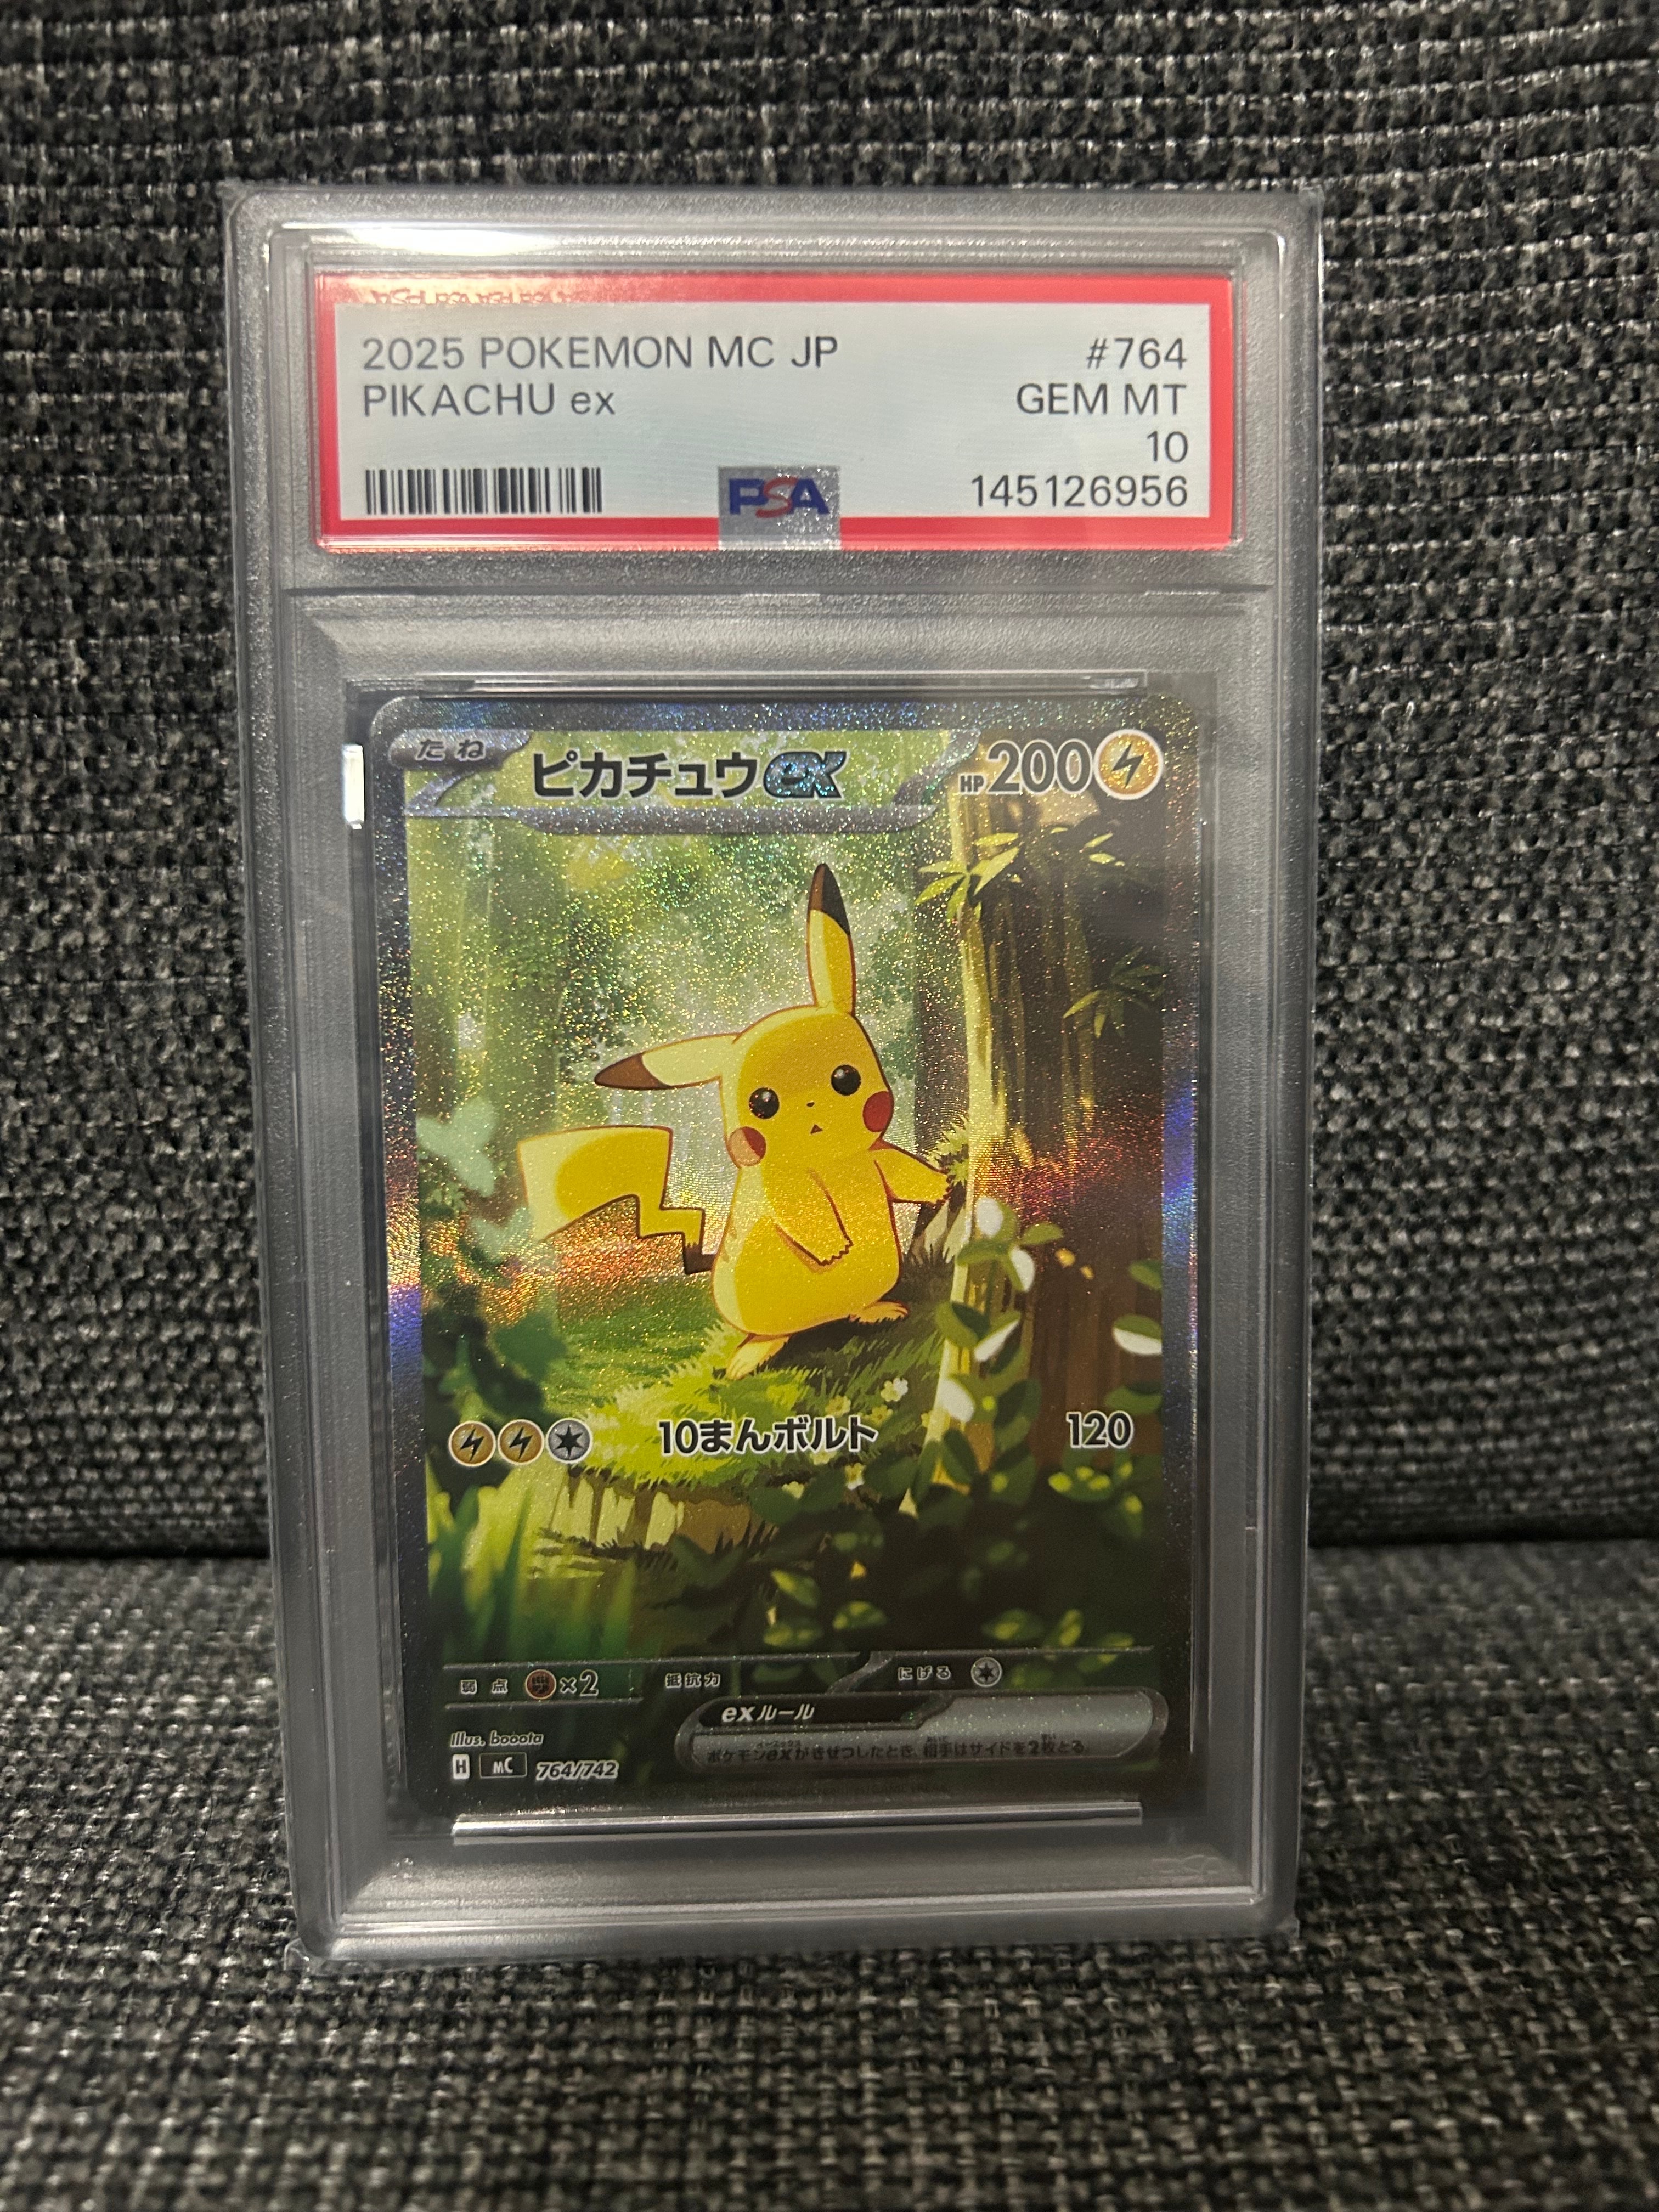 2025 POKEMON MC JP #764
PIKACHU ex GEM MT
10
PSA 145126956
たね ピカチュウex HP200
10まんボルト 120
弱点 ×2 抵抗力 にげる
exルール
ポケモンexがきぜつしたとき、相手はサイドを2枚とる。
Illus. booota
H MC 764/742